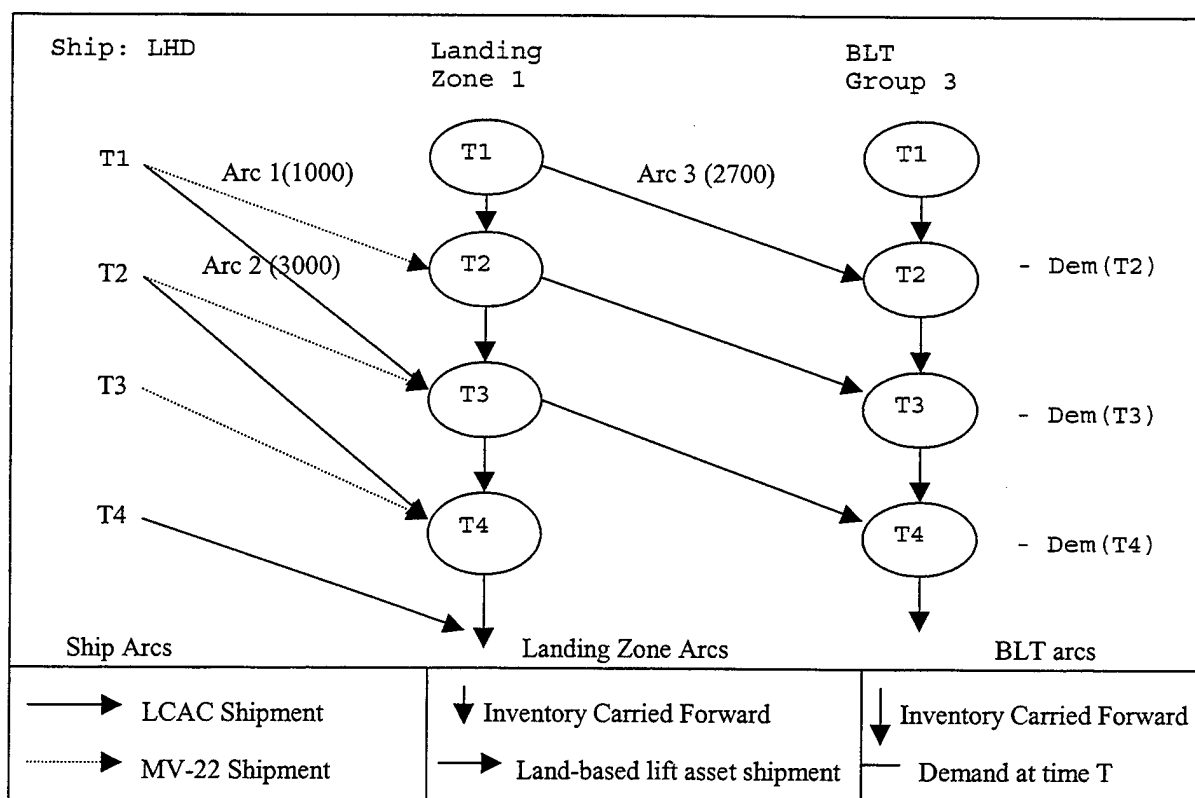 Ship: LHD
Landing
Zone 1
BLT
Group 3
T1
Arc 1(1000)
T1
Arc 3 (2700)
T1
T2
Arc 2 (3000)
T2
T2
- Dem(T2)
T3
T3
T3
- Dem(T3)
T4
T4
T4
- Dem(T4)
Ship Arcs
Landing Zone Arcs
BLT arcs
LCAC Shipment
Inventory Carried Forward
Inventory Carried Forward
MV-22 Shipment
Land-based lift asset shipment
Demand at time T